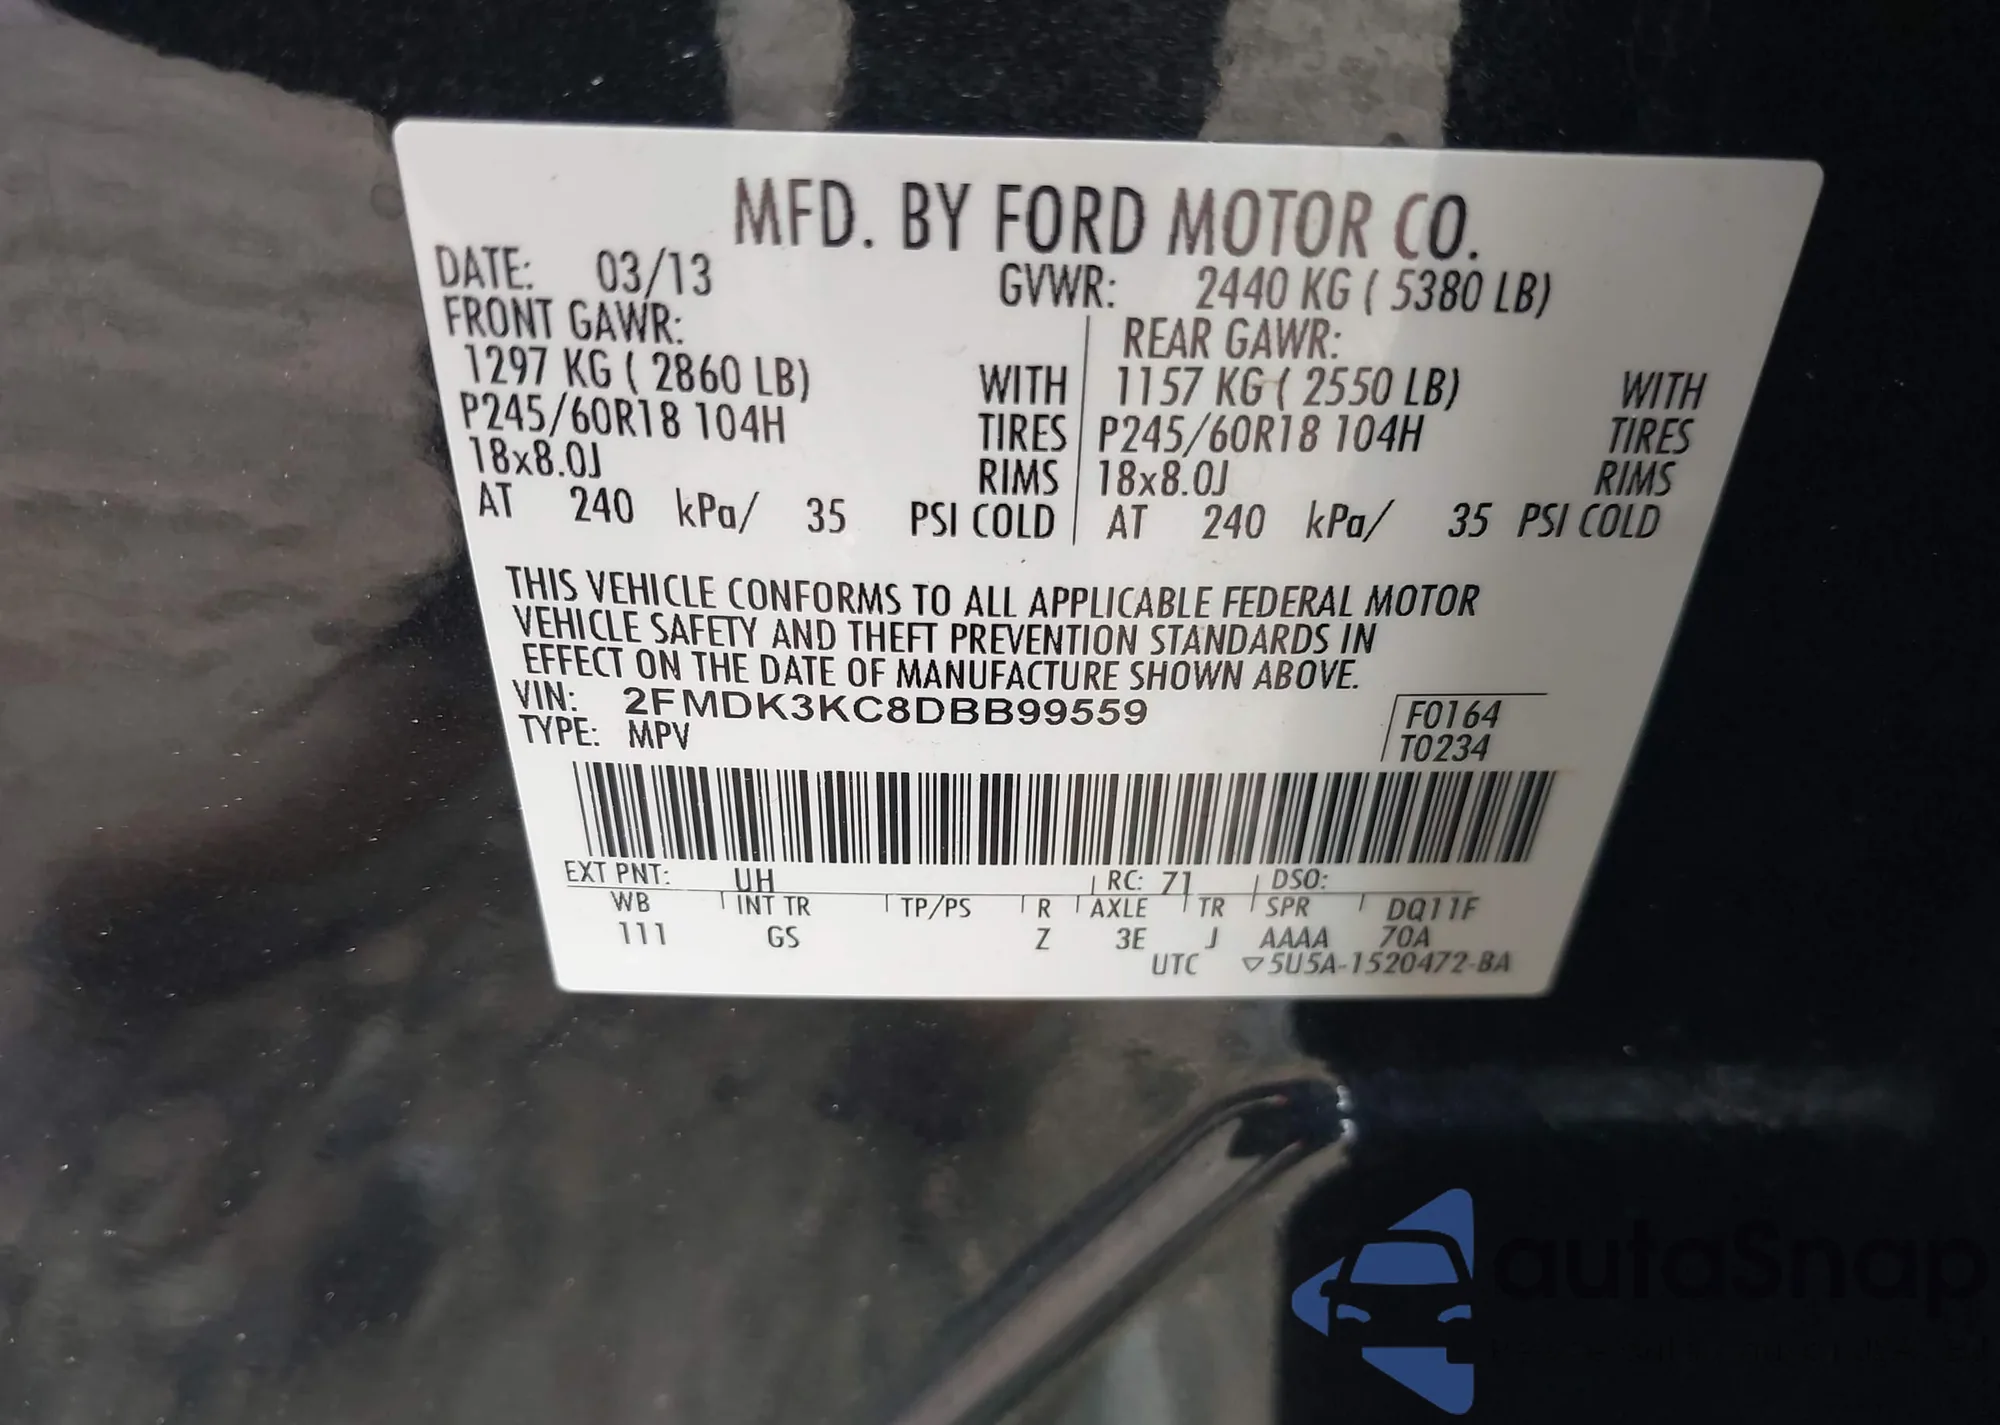 MFD. BY FORD MOTOR CO.
DATE: 03/13 GVWR: 2440 KG ( 5380 LB)
FRONT GAWR: REAR GAWR:
1297 KG ( 2860 LB) WITH 1157 KG ( 2550 LB) WITH
P245/60R18 104H TIRES P245/60R18 104H TIRES
18x8.0J RIMS 18x8.0J RIMS
AT 240 kPa/ 35 PSI COLD AT 240 kPa/ 35 PSI COLD
THIS VEHICLE CONFORMS TO ALL APPLICABLE FEDERAL MOTOR
VEHICLE SAFETY AND THEFT PREVENTION STANDARDS IN
EFFECT ON THE DATE OF MANUFACTURE SHOWN ABOVE.
VIN: 2FMDK3KC8DBB99559 F0164
TYPE: MPV T0234
EXT PNT: UH RC: 71 DSO:
WB INT TR TP/PS R AXLE TR SPR DQ11F
111 GS Z 3E J AAAA 70A
UTC ▽5U5A-1520472-BA
autoSnap